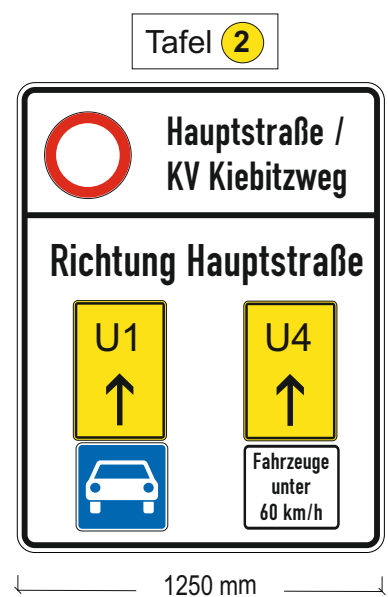 Tafel 2
Hauptstraße /
KV Kiebitzweg
Richtung Hauptstraße
U1 U4
Fahrzeuge
unter
60 km/h
1250 mm